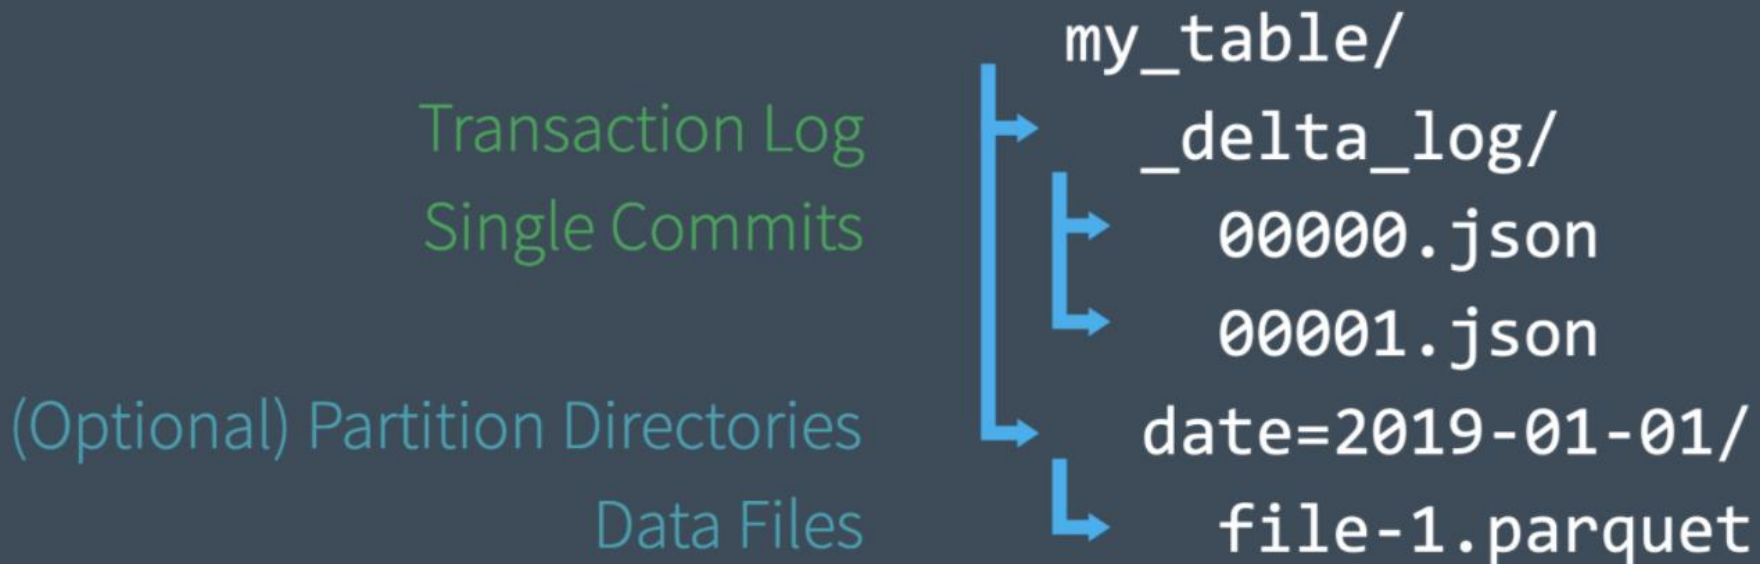 my_table/
Transaction Log _delta_log/
Single Commits 00000.json
00001.json
(Optional) Partition Directories date=2019-01-01/
Data Files file-1.parquet